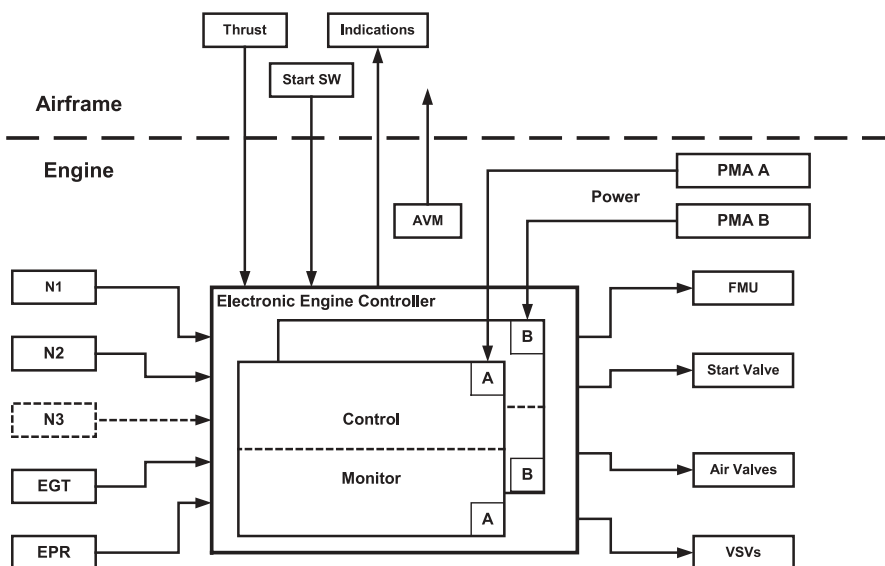 Thrust
Indications
Start SW
Airframe
Engine
PMA A
Power
PMA B
AVM
N1
Electronic Engine Controller
FMU
B
N2
A
Start Valve
N3
Control
EGT
Monitor
B
Air Valves
A
EPR
VSVs